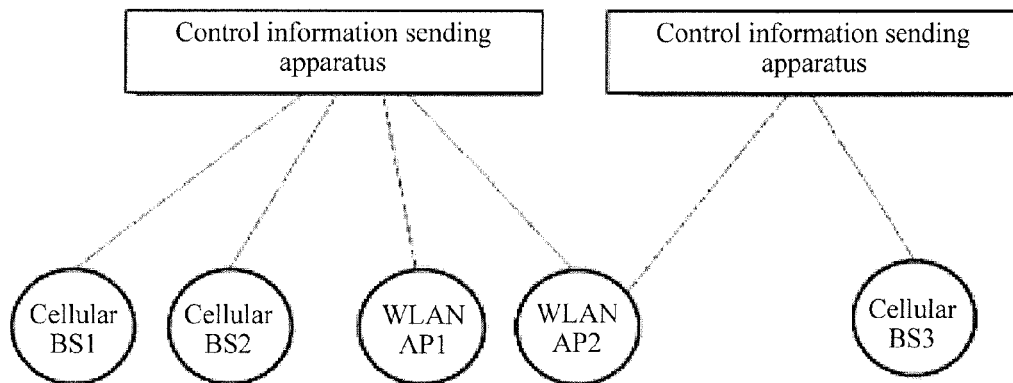 Control information sending
apparatus
Control information sending
apparatus
Cellular
BS1
Cellular
BS2
WLAN
AP1
WLAN
AP2
Cellular
BS3